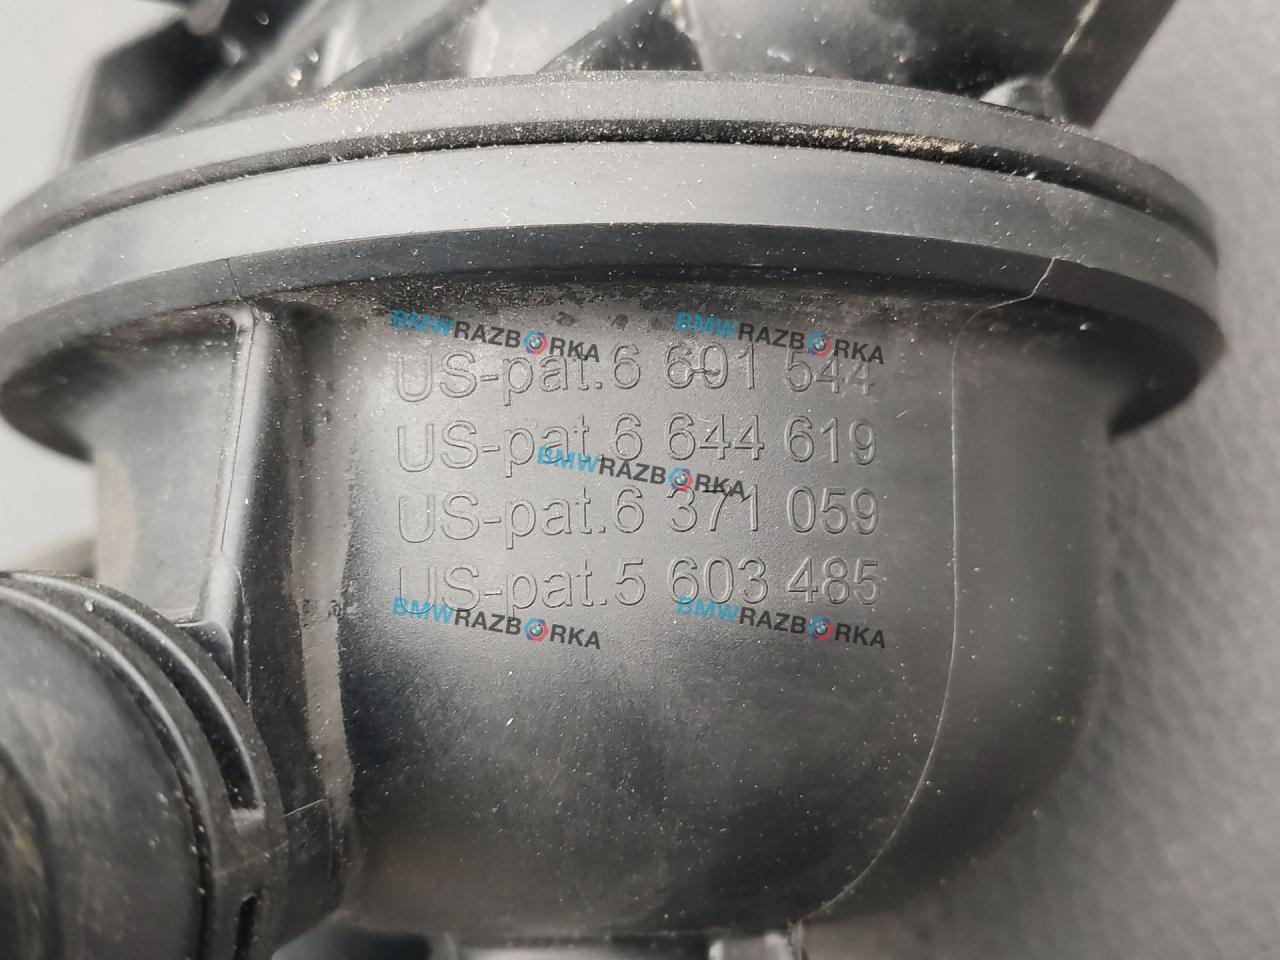 BMWRAZBORKA BMWRAZBORKA
US-pat.6 601 544
US-pat.6 644 619
BMWRAZBORKA
US-pat.6 371 059
US-pat.5 603 485
BMWRAZBORKA BMWRAZBORKA